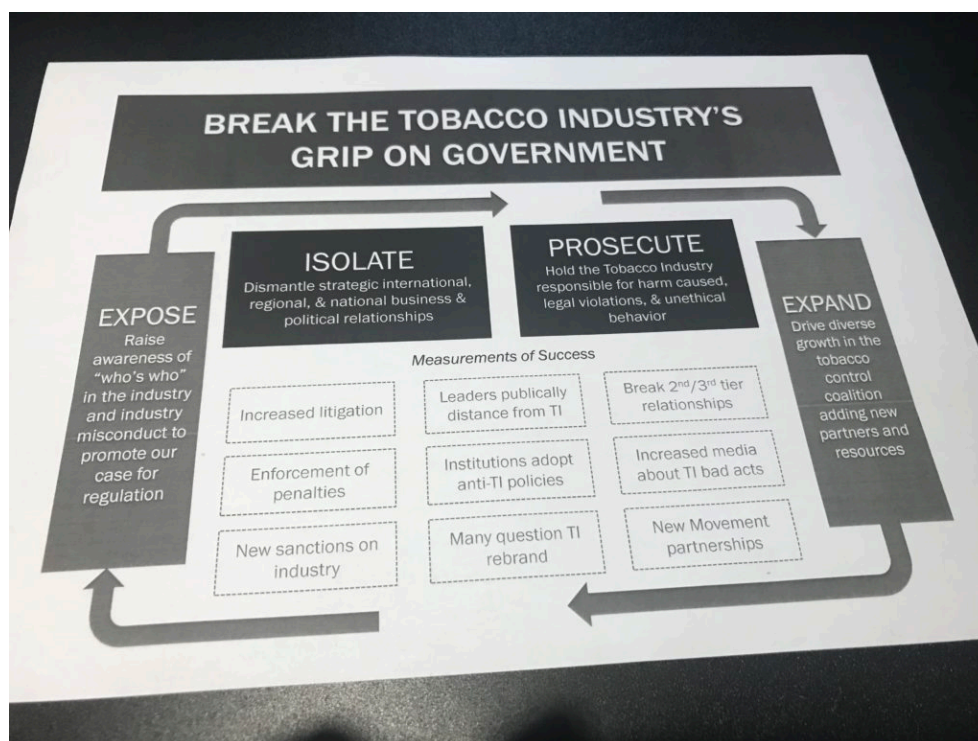 BREAK THE TOBACCO INDUSTRY'S
GRIP ON GOVERNMENT
EXPOSE
Raise
awareness of
"who's who"
in the industry
and industry
misconduct to
promote our
case for
regulation
ISOLATE
Dismantle strategic international,
regional, & national business &
political relationships
PROSECUTE
Hold the Tobacco Industry
responsible for harm caused,
legal violations, & unethical
behavior
EXPAND
Drive diverse
growth in the
tobacco
control
coalition
adding new
partners and
resources
Measurements of Success
Increased litigation
Leaders publically
distance from TI
Break 2nd/3rd tier
relationships
Enforcement of
penalties
Institutions adopt
anti-TI policies
Increased media
about TI bad acts
New sanctions on
industry
Many question TI
rebrand
New Movement
partnerships